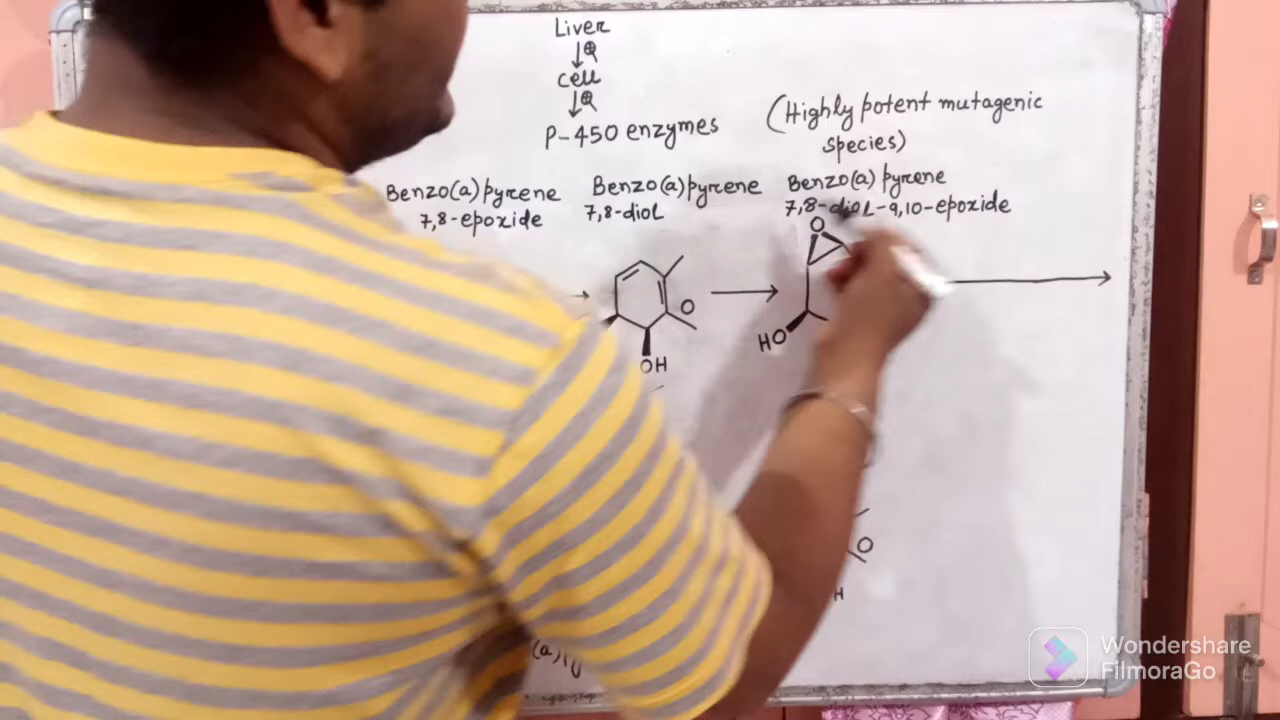 Liver
cell
P-450 enzymes
(Highly potent mutagenic
species)
Benzo(a)pyrene
7,8-epoxide
Benzo(a)pyrene
7,8-diol
Benzo(a) pyrene
7,8-diol-9,10-epoxide
O
O
HO
OH
O
H
(a)
Wondershare
FilmoraGo